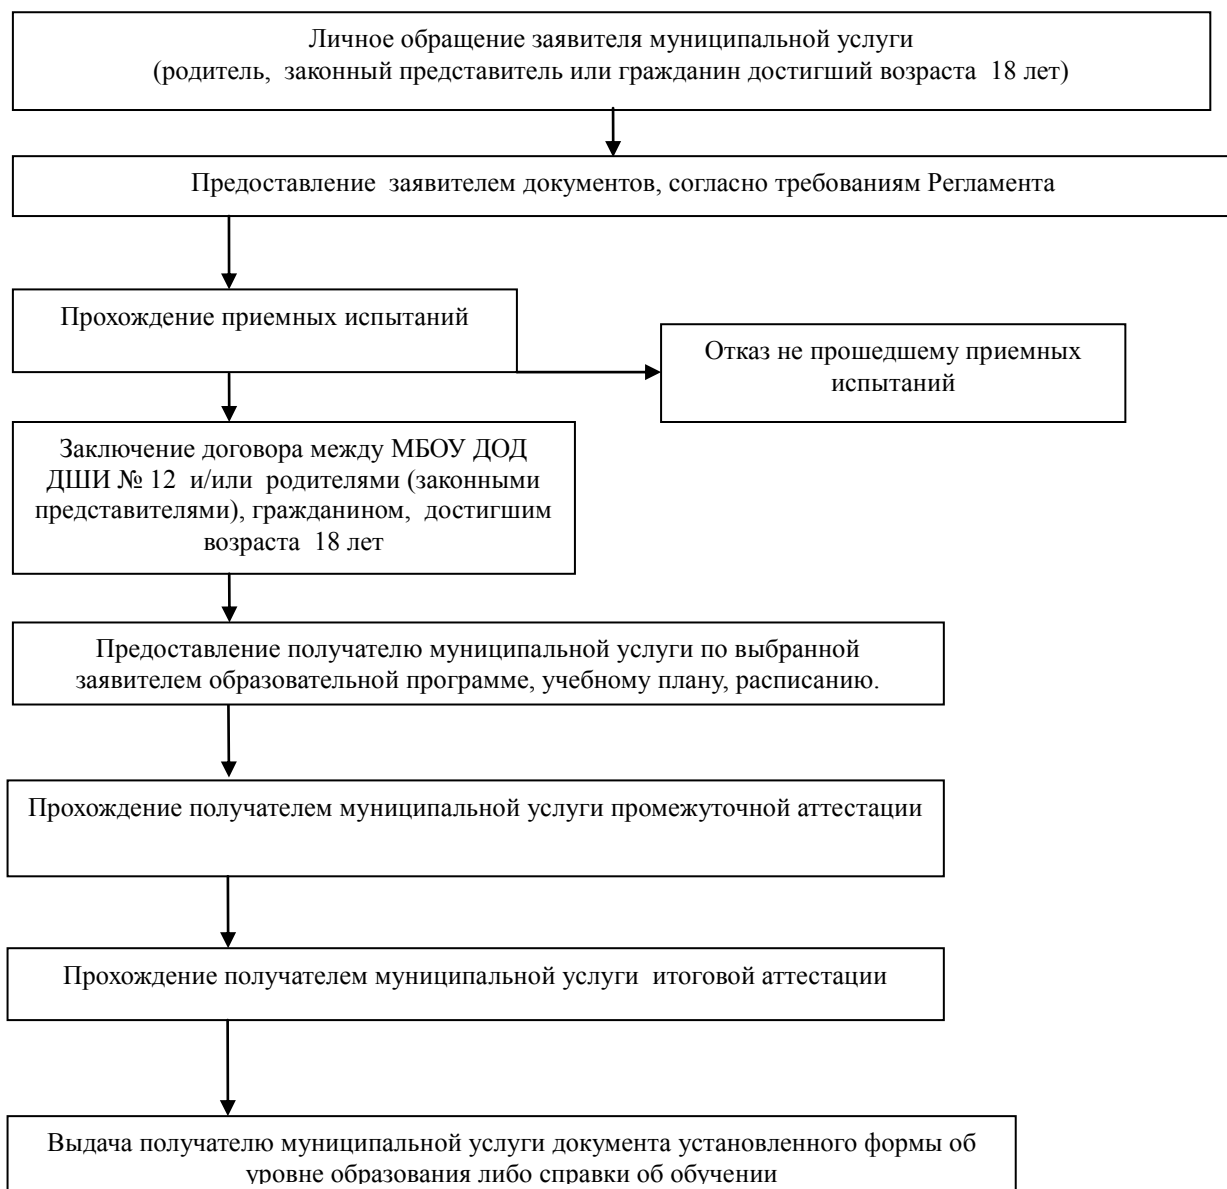 Личное обращение заявителя муниципальной услуги
(родитель, законный представитель или гражданин достигший возраста 18 лет)
Предоставление заявителем документов, согласно требованиям Регламента
Прохождение приемных испытаний
Отказ не прошедшему приемных
испытаний
Заключение договора между МБОУ ДОД
ДШИ № 12 и/или родителями (законными
представителями), гражданином, достигшим
возраста 18 лет
Предоставление получателю муниципальной услуги по выбранной
заявителем образовательной программе, учебному плану, расписанию.
Прохождение получателем муниципальной услуги промежуточной аттестации
Прохождение получателем муниципальной услуги итоговой аттестации
Выдача получателю муниципальной услуги документа установленного формы об
уровне образования либо справки об обучении